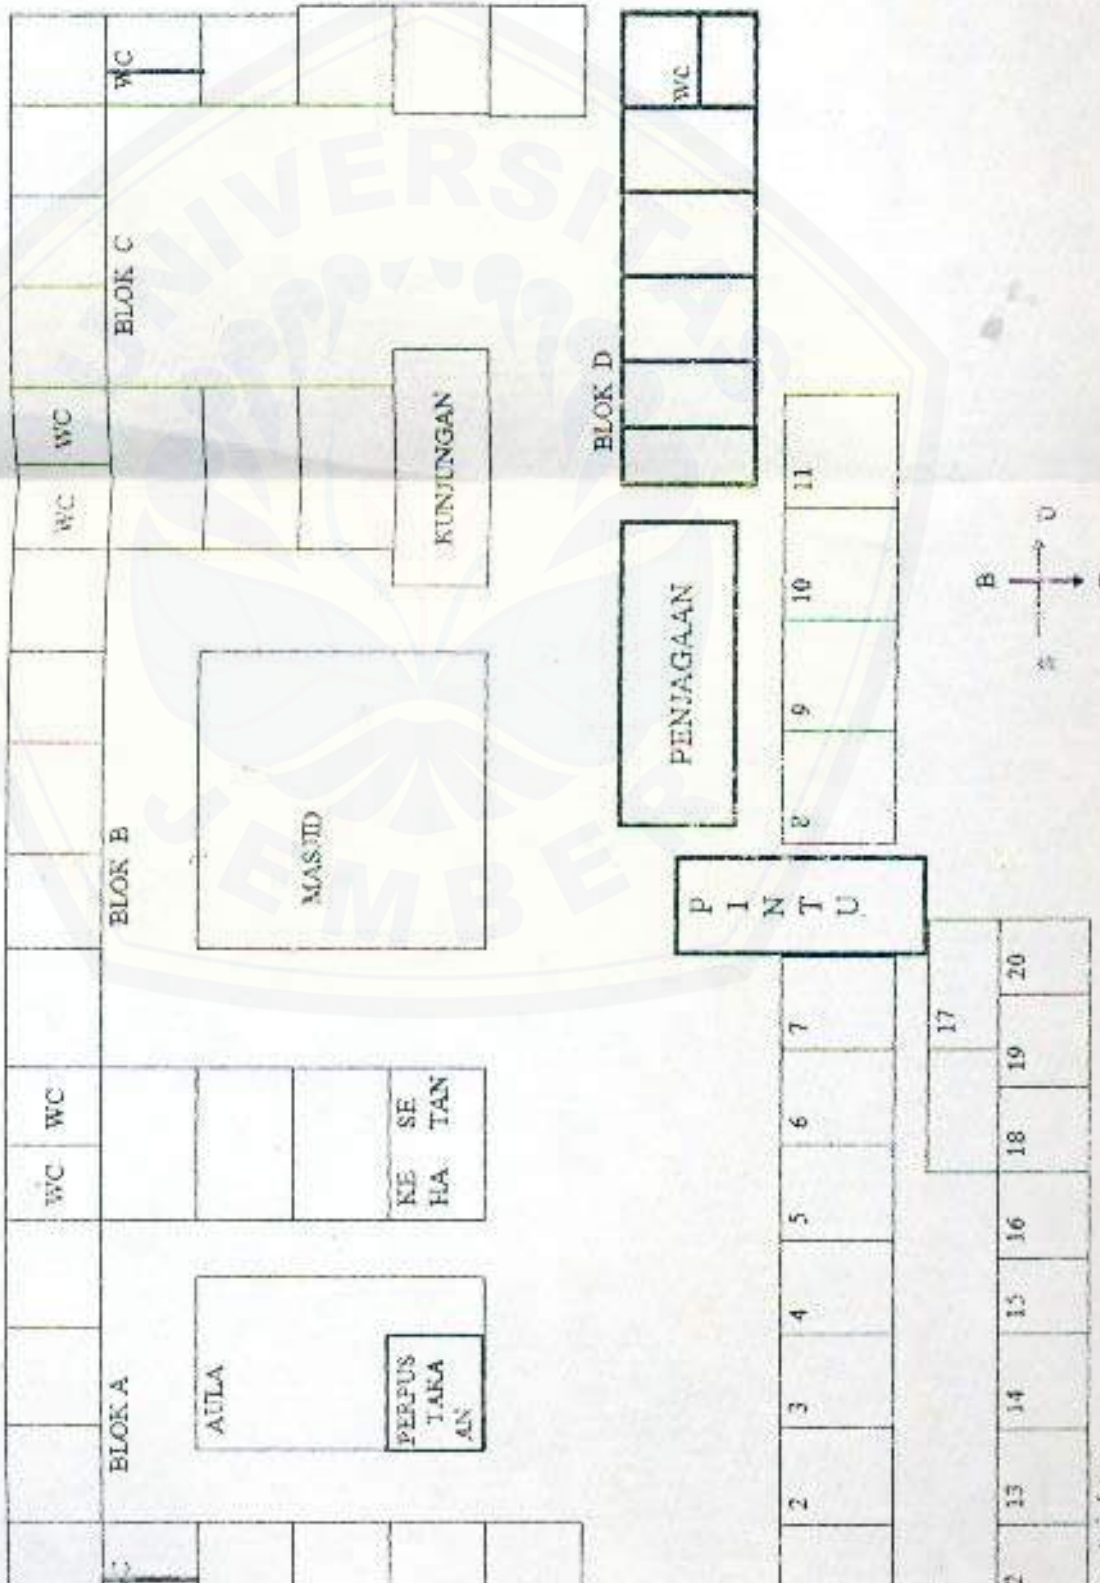 WC
WC
BLOK C
BLOK D
WC
WC
KUNJUNGAN
11
10
9
8
PENJAGAAN
B
U
BLOK B
MASJID
P
I
N
T
U
WC
WC
KE SE
HA TAN
7
6
5
4
3
2
17
20
19
18
16
15
14
13
BLOK A
AULA
PERPUS
TAKA
AN
UNIVERSITAS
JEMBER